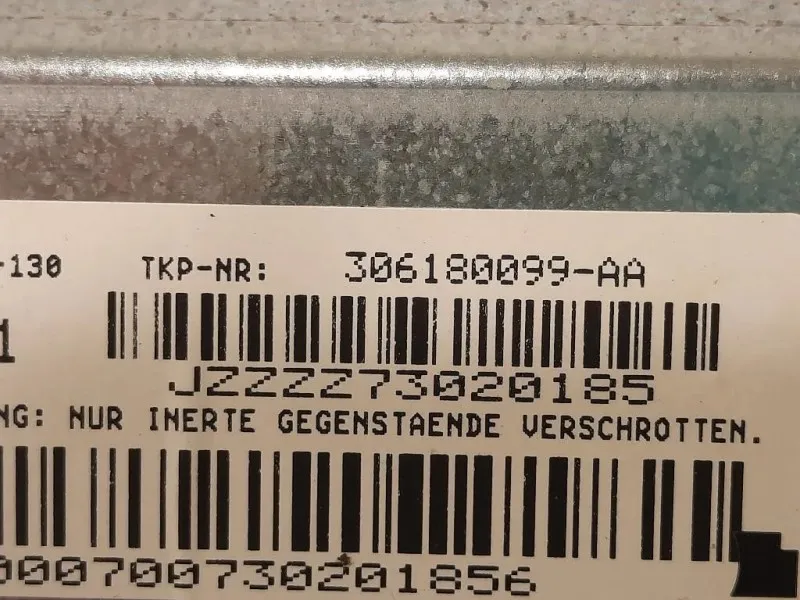 -130 TKP-NR: 306180099-AA
1
JZZZZ73020185
NG: NUR INERTE GEGENSTAENDE VERSCHROTTEN.
000700730201856